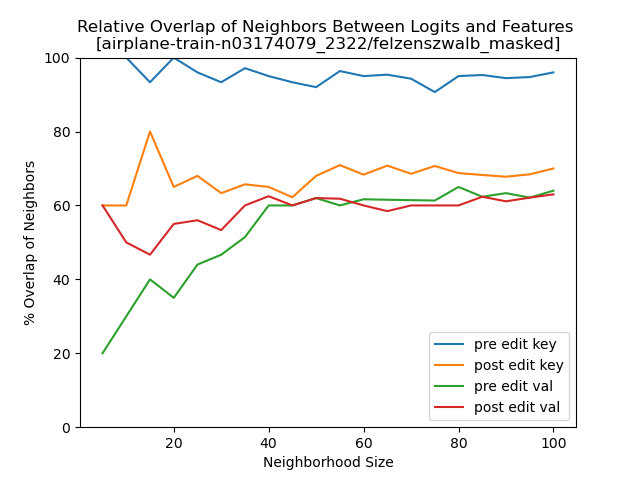 Relative Overlap of Neighbors Between Logits and Features
[airplane-train-n03174079_2322/felzenszwalb_masked]
100
80
60
40
20
0
% Overlap of Neighbors
20 40 60 80 100
Neighborhood Size
pre edit key
post edit key
pre edit val
post edit val